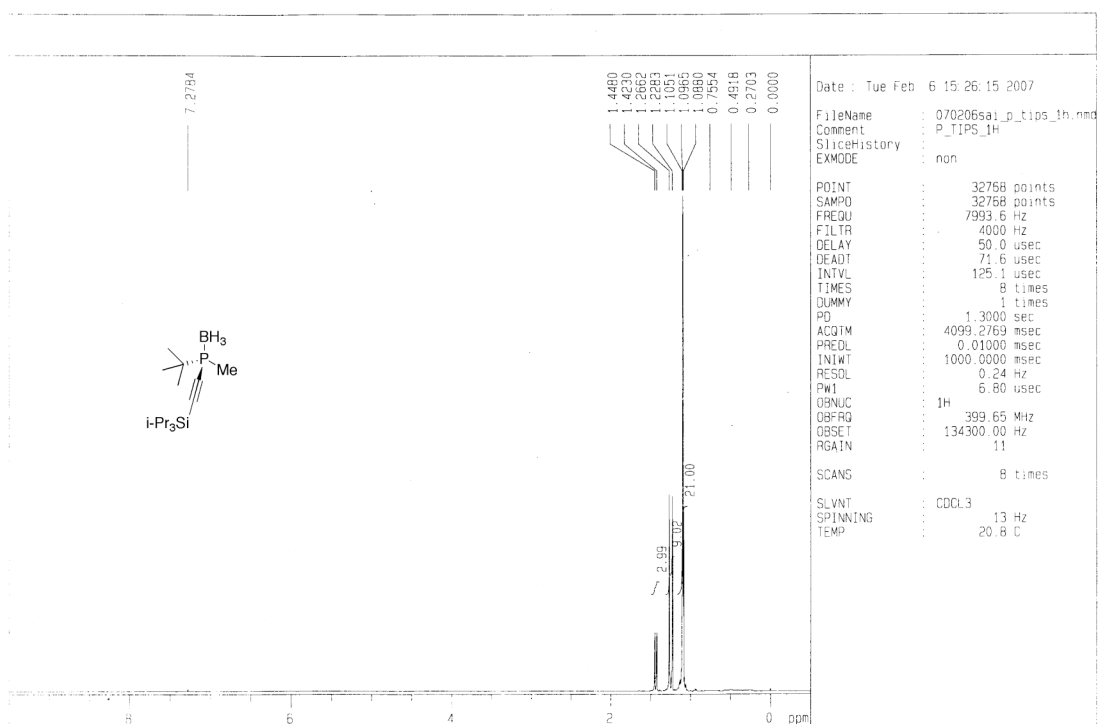 7.2784
1.4480
1.4230
1.2662
1.2283
1.1051
1.0965
1.0880
0.7554
0.4918
0.2703
0.0000
Date : Tue Feb 6 15:26:15 2007
FileName : 070206sai_p_tips_1h.nmd
Comment : P_TIPS_1H
SliceHistory :
EXMODE : non
POINT : 32768 points
SAMPO : 32768 points
FREQU : 7993.6 Hz
FILTR : 4000 Hz
DELAY : 50.0 usec
DEADT : 71.6 usec
INTVL : 125.1 usec
TIMES : 8 times
DUMMY : 1 times
PD : 1.3000 sec
ACQTM : 4099.2769 msec
PREDL : 0.01000 msec
INIWT : 1000.0000 msec
RESOL : 0.24 Hz
PW1 : 6.80 usec
OBNUC : 1H
OBFRQ : 399.65 MHz
OBSET : 134300.00 Hz
RGAIN : 11
SCANS : 8 times
SLVNT : CDCL3
SPINNING : 13 Hz
TEMP : 20.8 C
BH3
P
Me
i-Pr3Si
2.99
9.02
21.00
8 6 4 2 0 ppm